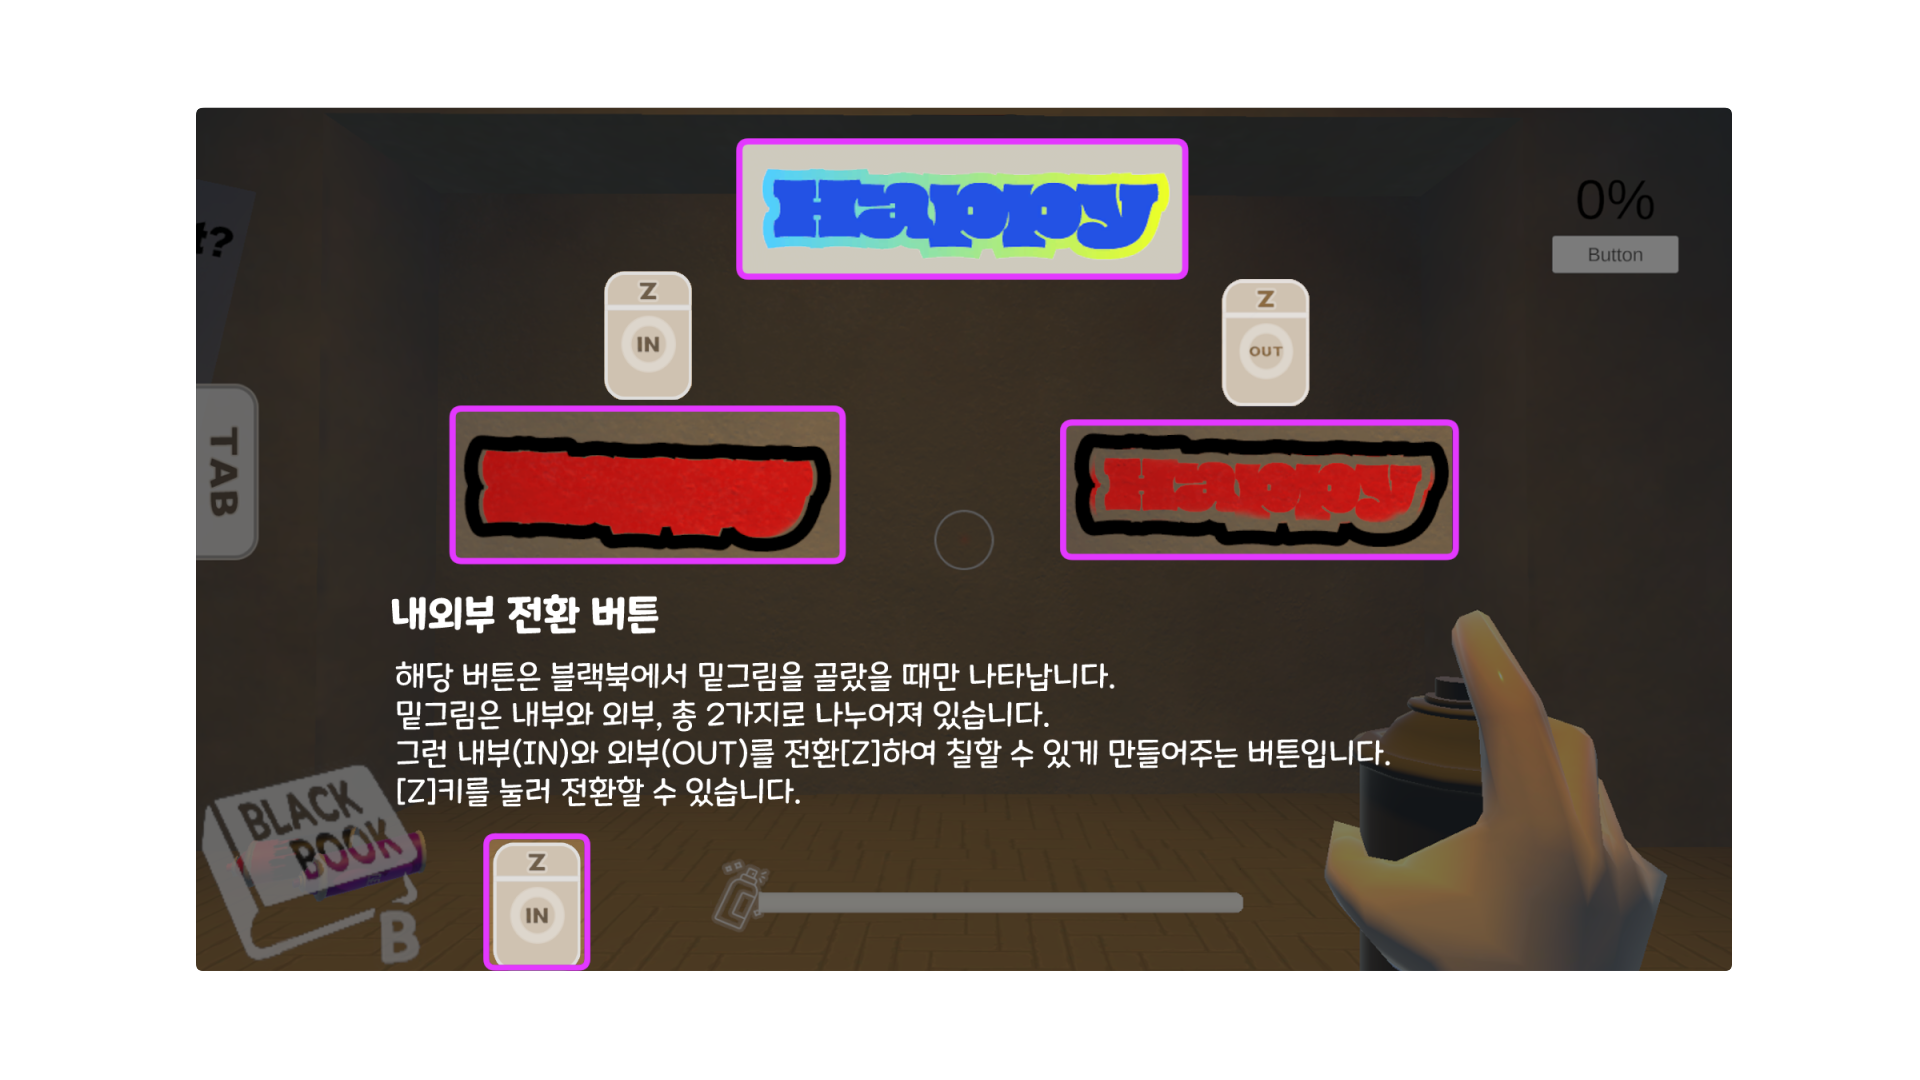 Happy
t?
0%
Button
Z
IN
Z
OUT
TAB
Happy
내외부 전환 버튼
해당 버튼은 블랙북에서 밑그림을 골랐을 때만 나타납니다.
밑그림은 내부와 외부, 총 2가지로 나누어져 있습니다.
그런 내부(IN)와 외부(OUT)를 전환[Z]하여 칠할 수 있게 만들어주는 버튼입니다.
[Z]키를 눌러 전환할 수 있습니다.
BLACK
BOOK
B
Z
IN